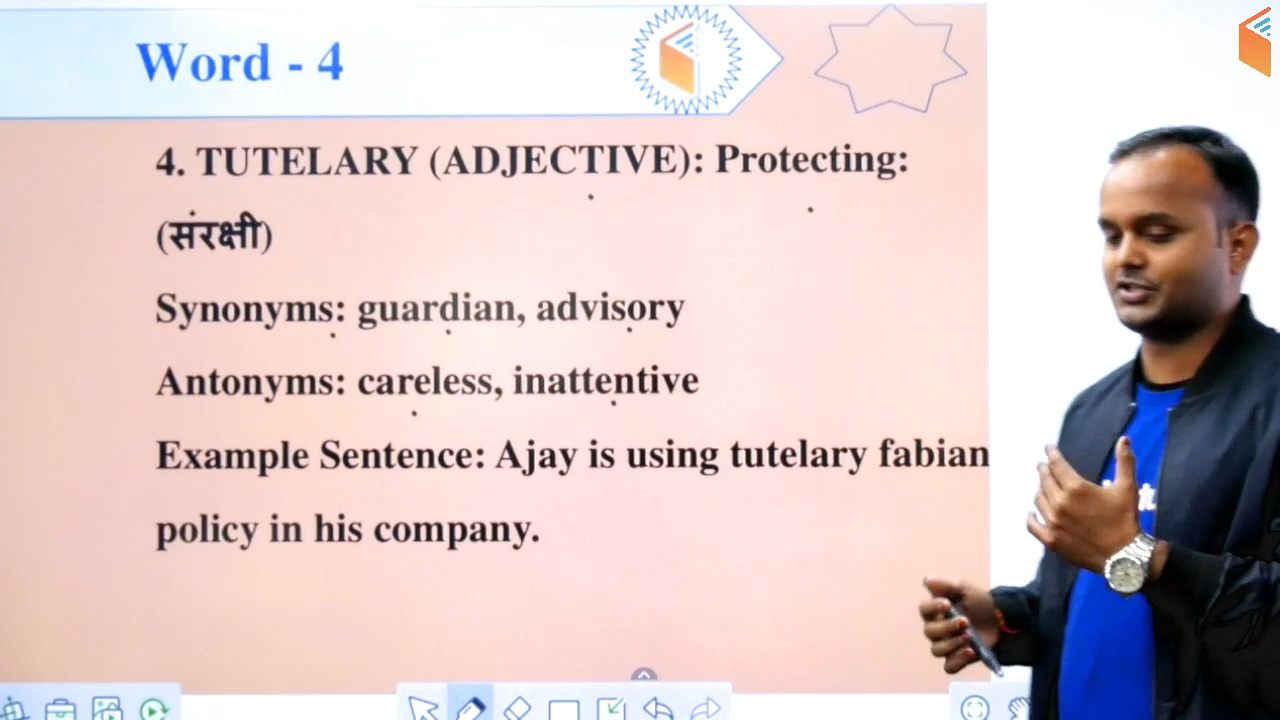 Word - 4
4. TUTELARY (ADJECTIVE): Protecting:
(संरक्षी)
Synonyms: guardian, advisory
Antonyms: careless, inattentive
Example Sentence: Ajay is using tutelary fabian
policy in his company.